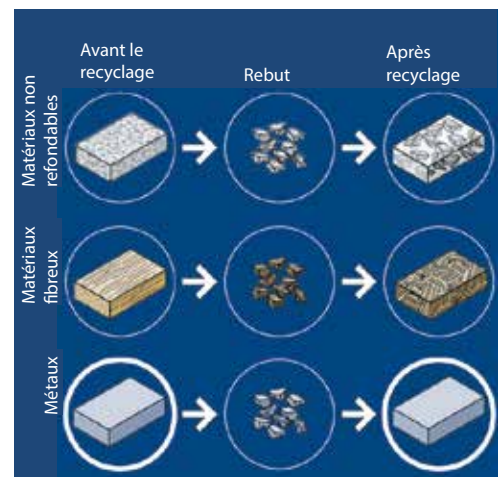 Avant le
recyclage
Rebut
Après
recyclage
Matériaux non
refondables
Matériaux
fibreux
Métaux